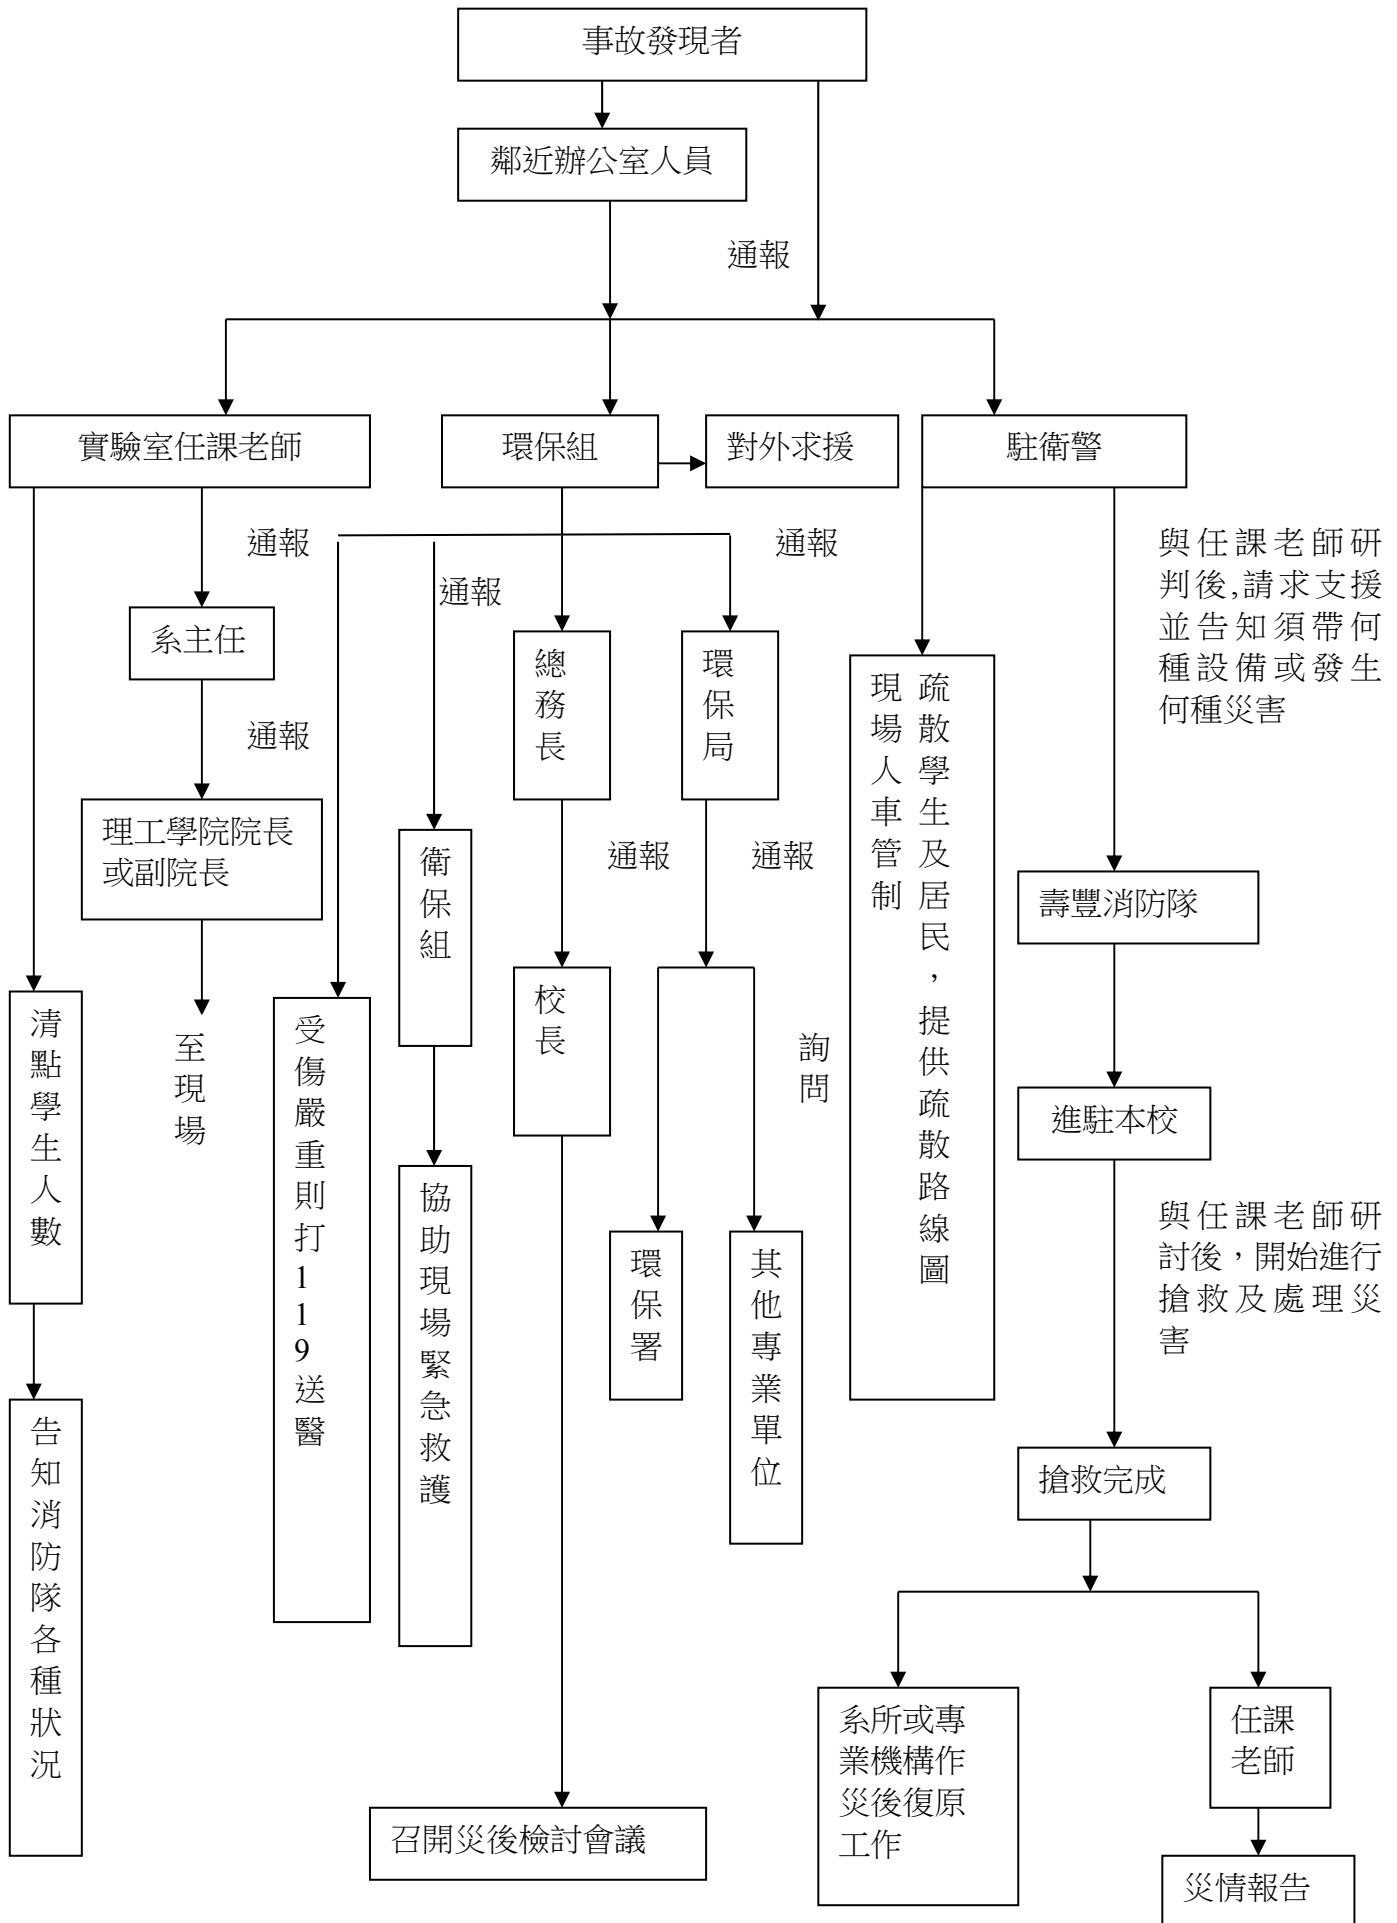 事故發現者
鄰近辦公室人員
通報
實驗室任課老師
環保組
對外求援
駐衛警
通報
通報
通報
與任課老師研
判後,請求支援
並告知須帶何
種設備或發生
何種災害
系主任
總務長
環保局
疏散學生及居民，提供疏散路線圖
現場人車管制
通報
理工學院院長
或副院長
衛保組
通報
通報
壽豐消防隊
校長
清點學生人數
受傷嚴重則打119送醫
至現場
詢問
進駐本校
協助現場緊急救護
與任課老師研
討後，開始進行
搶救及處理災
害
環保署
其他專業單位
告知消防隊各種狀況
搶救完成
系所或專
業機構作
災後復原
工作
任課
老師
召開災後檢討會議
災情報告